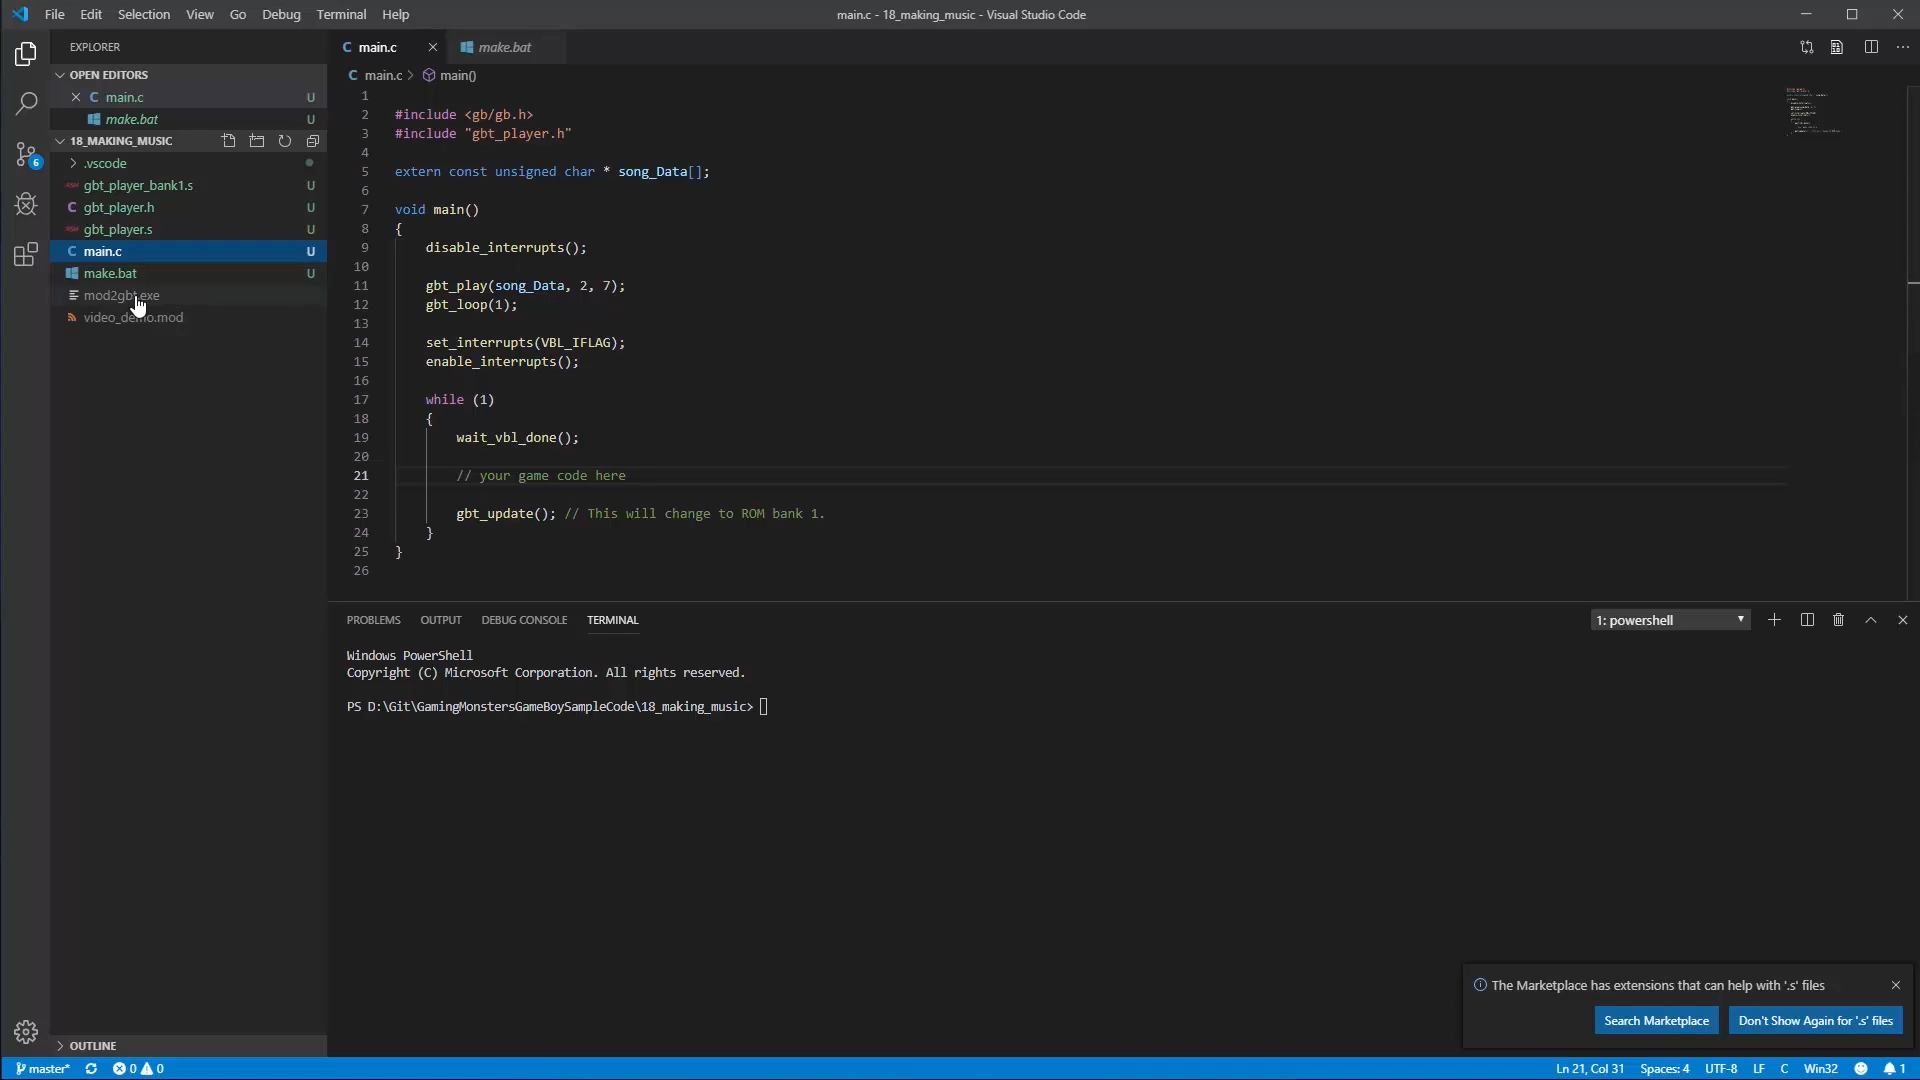 File Edit Selection View Go Debug Terminal Help
main.c - 18_making_music - Visual Studio Code
EXPLORER
OPEN EDITORS
main.c U
make.bat U
18_MAKING_MUSIC
.vscode
gbt_player_bank1.s U
gbt_player.h U
gbt_player.s U
main.c U
make.bat U
mod2gbt.exe
video_demo.mod
OUTLINE
6
main.c make.bat
main.c > main()
1
2 #include <gb/gb.h>
3 #include "gbt_player.h"
4
5 extern const unsigned char * song_Data[];
6
7 void main()
8 {
9 disable_interrupts();
10
11 gbt_play(song_Data, 2, 7);
12 gbt_loop(1);
13
14 set_interrupts(VBL_IFLAG);
15 enable_interrupts();
16
17 while (1)
18 {
19 wait_vbl_done();
20
21 // your game code here
22
23 gbt_update(); // This will change to ROM bank 1.
24 }
25 }
26
PROBLEMS OUTPUT DEBUG CONSOLE TERMINAL
1: powershell
Windows PowerShell
Copyright (C) Microsoft Corporation. All rights reserved.
PS D:\Git\GamingMonstersGameBoySampleCode\18_making_music>
The Marketplace has extensions that can help with '.s' files
Search Marketplace Don't Show Again for '.s' files
master* 0 0
Ln 21, Col 31 Spaces: 4 UTF-8 LF C Win32 1